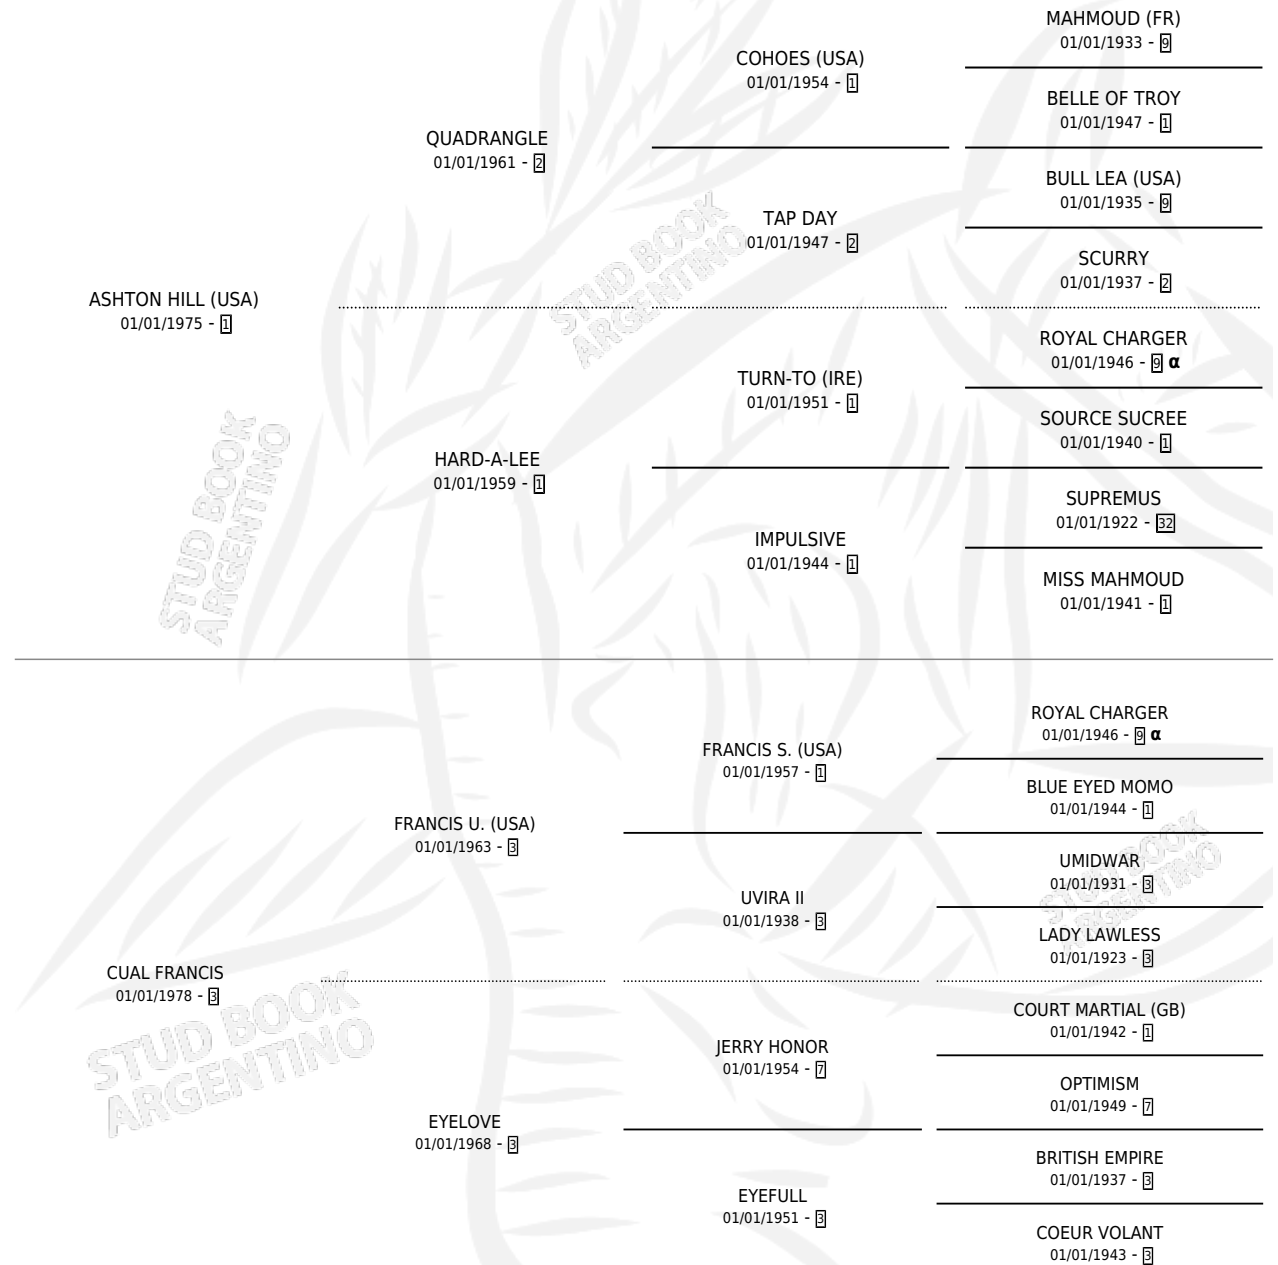 MAHMOUD (FR)
01/01/1933 - 9
COHOES (USA)
01/01/1954 - 1
BELLE OF TROY
01/01/1947 - 1
QUADRANGLE
01/01/1961 - 2
BULL LEA (USA)
01/01/1935 - 9
TAP DAY
01/01/1947 - 2
SCURRY
01/01/1937 - 2
ASHTON HILL (USA)
01/01/1975 - 1
ROYAL CHARGER
01/01/1946 - 9 α
TURN-TO (IRE)
01/01/1951 - 1
SOURCE SUCREE
01/01/1940 - 1
HARD-A-LEE
01/01/1959 - 1
SUPREMUS
01/01/1922 - 32
IMPULSIVE
01/01/1944 - 1
MISS MAHMOUD
01/01/1941 - 1
ROYAL CHARGER
01/01/1946 - 9 α
FRANCIS S. (USA)
01/01/1957 - 1
BLUE EYED MOMO
01/01/1944 - 1
FRANCIS U. (USA)
01/01/1963 - 3
UMIDWAR
01/01/1931 - 3
UVIRA II
01/01/1938 - 3
LADY LAWLESS
01/01/1923 - 3
CUAL FRANCIS
01/01/1978 - 3
COURT MARTIAL (GB)
01/01/1942 - 1
JERRY HONOR
01/01/1954 - 7
OPTIMISM
01/01/1949 - 7
EYELOVE
01/01/1968 - 3
BRITISH EMPIRE
01/01/1937 - 3
EYEFULL
01/01/1951 - 3
COEUR VOLANT
01/01/1943 - 3
STUD BOOK
ARGENTINO
STUD BOOK
ARGENTINO
STUD BOOK
ARGENTINO
STUD BOOK
ARGENTINO